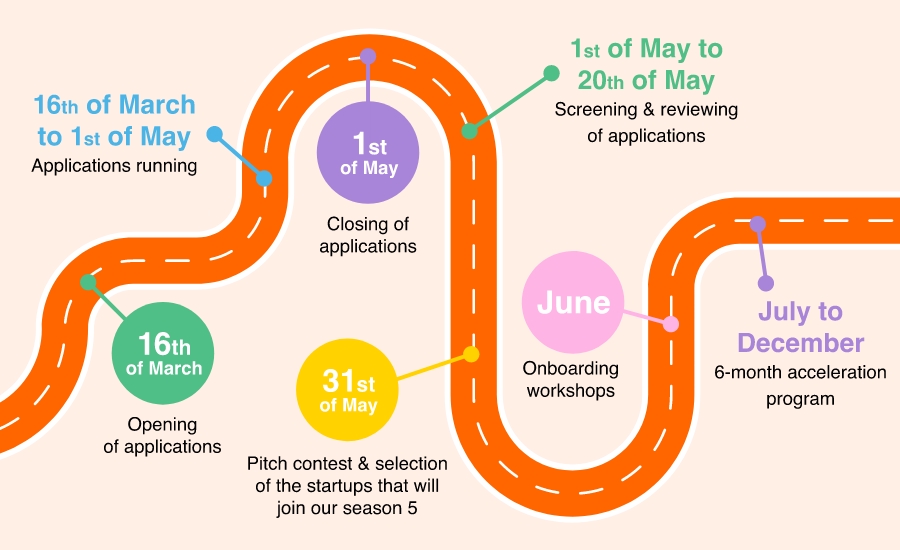 16th of March
to 1st of May
Applications running
1st
of May
Closing of
applications
1st of May to
20th of May
Screening & reviewing
of applications
16th
of March
Opening
of applications
31st
of May
Pitch contest & selection
of the startups that will
join our season 5
June
Onboarding
workshops
July to
December
6-month acceleration
program